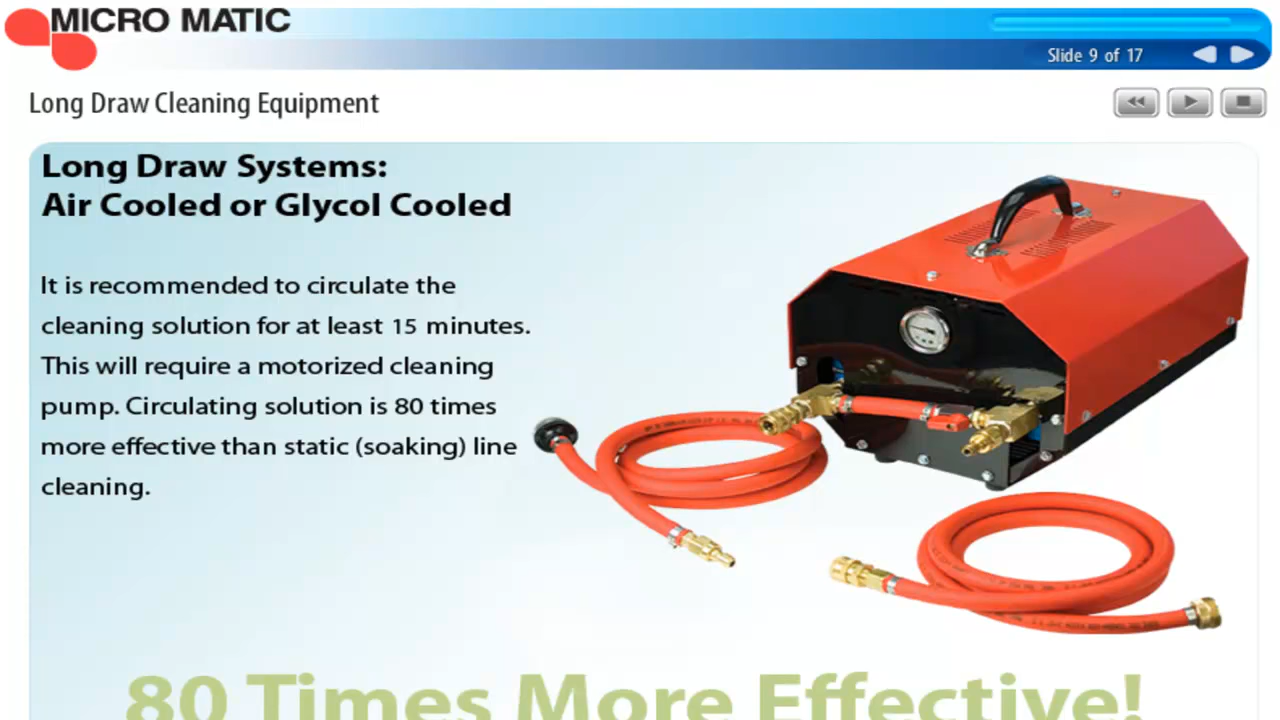 MICRO MATIC
Slide 9 of 17
Long Draw Cleaning Equipment
Long Draw Systems:
Air Cooled or Glycol Cooled
It is recommended to circulate the
cleaning solution for at least 15 minutes.
This will require a motorized cleaning
pump. Circulating solution is 80 times
more effective than static (soaking) line
cleaning.
80 Times More Effective!